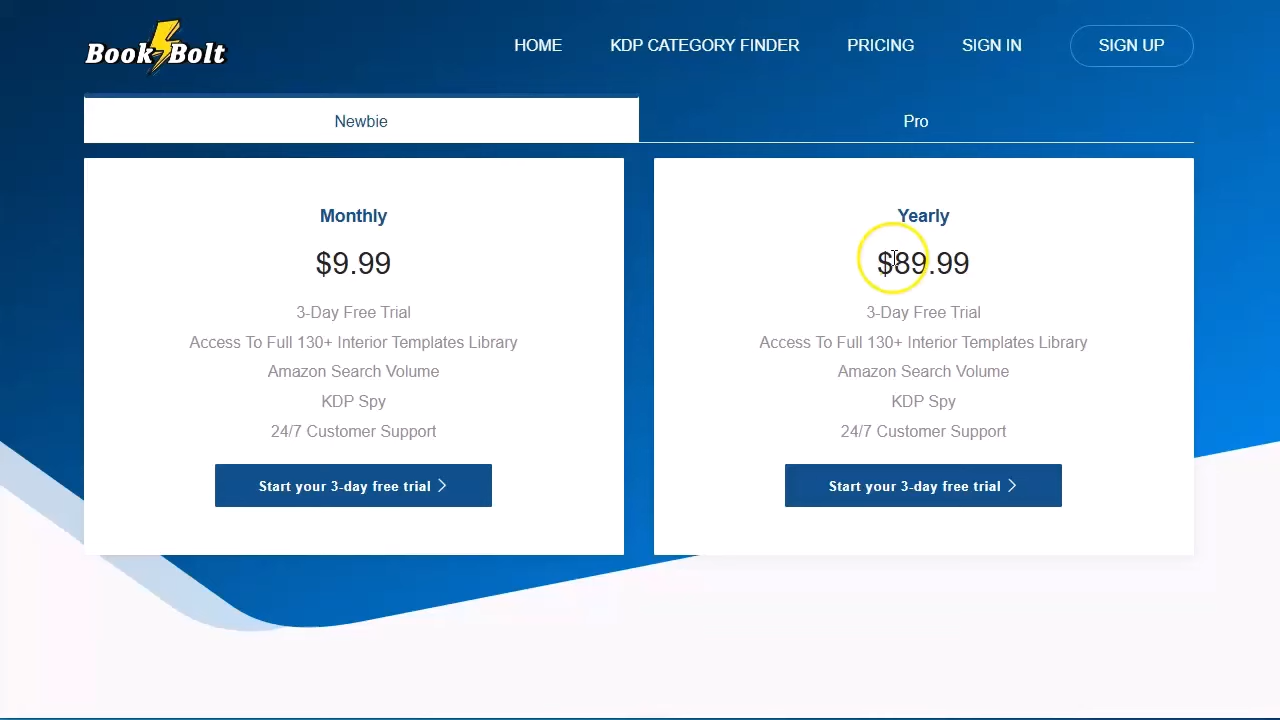 Book Bolt
HOME KDP CATEGORY FINDER PRICING SIGN IN SIGN UP
Newbie Pro
Monthly
$9.99
3-Day Free Trial
Access To Full 130+ Interior Templates Library
Amazon Search Volume
KDP Spy
24/7 Customer Support
Start your 3-day free trial
Yearly
$89.99
3-Day Free Trial
Access To Full 130+ Interior Templates Library
Amazon Search Volume
KDP Spy
24/7 Customer Support
Start your 3-day free trial